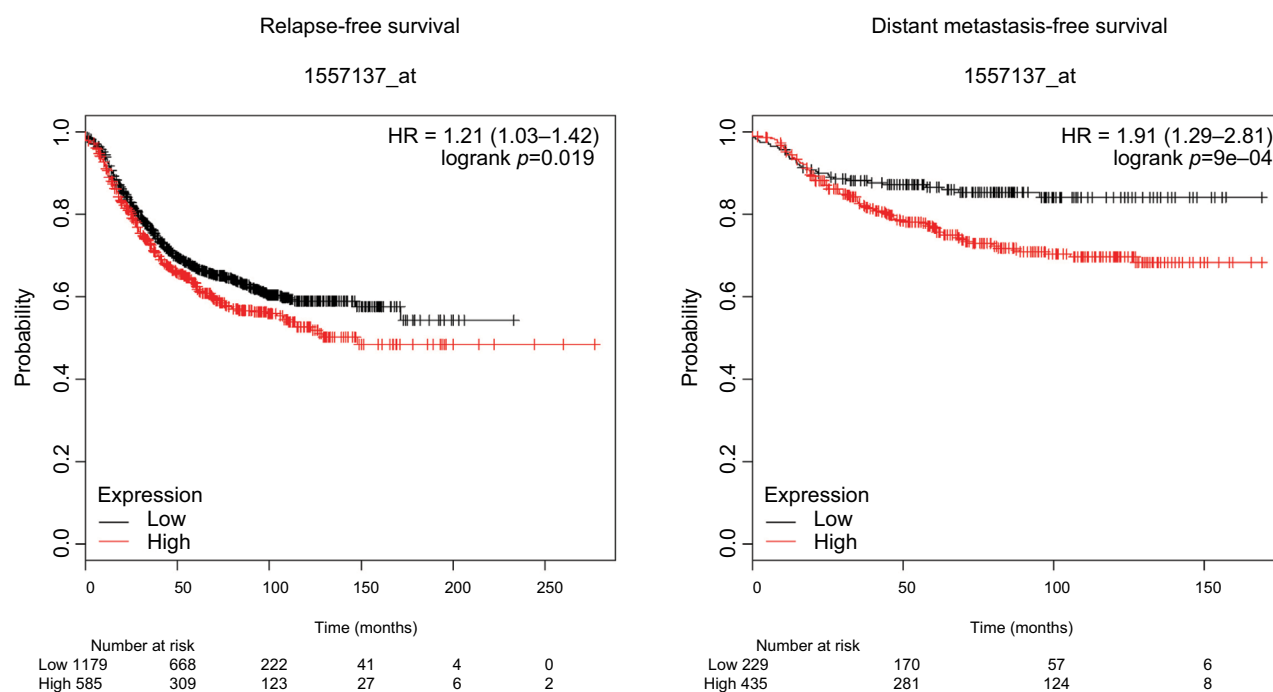 Relapse-free survival
1557137_at
HR = 1.21 (1.03–1.42)
logrank p=0.019
Probability
1.0
0.8
0.6
0.4
0.2
0.0
Expression
Low
High
0 50 100 150 200 250
Time (months)
Number at risk
Low 1179 668 222 41 4 0
High 585 309 123 27 6 2
Distant metastasis-free survival
1557137_at
HR = 1.91 (1.29–2.81)
logrank p=9e–04
Probability
1.0
0.8
0.6
0.4
0.2
0.0
Expression
Low
High
0 50 100 150
Time (months)
Number at risk
Low 229 170 57 6
High 435 281 124 8